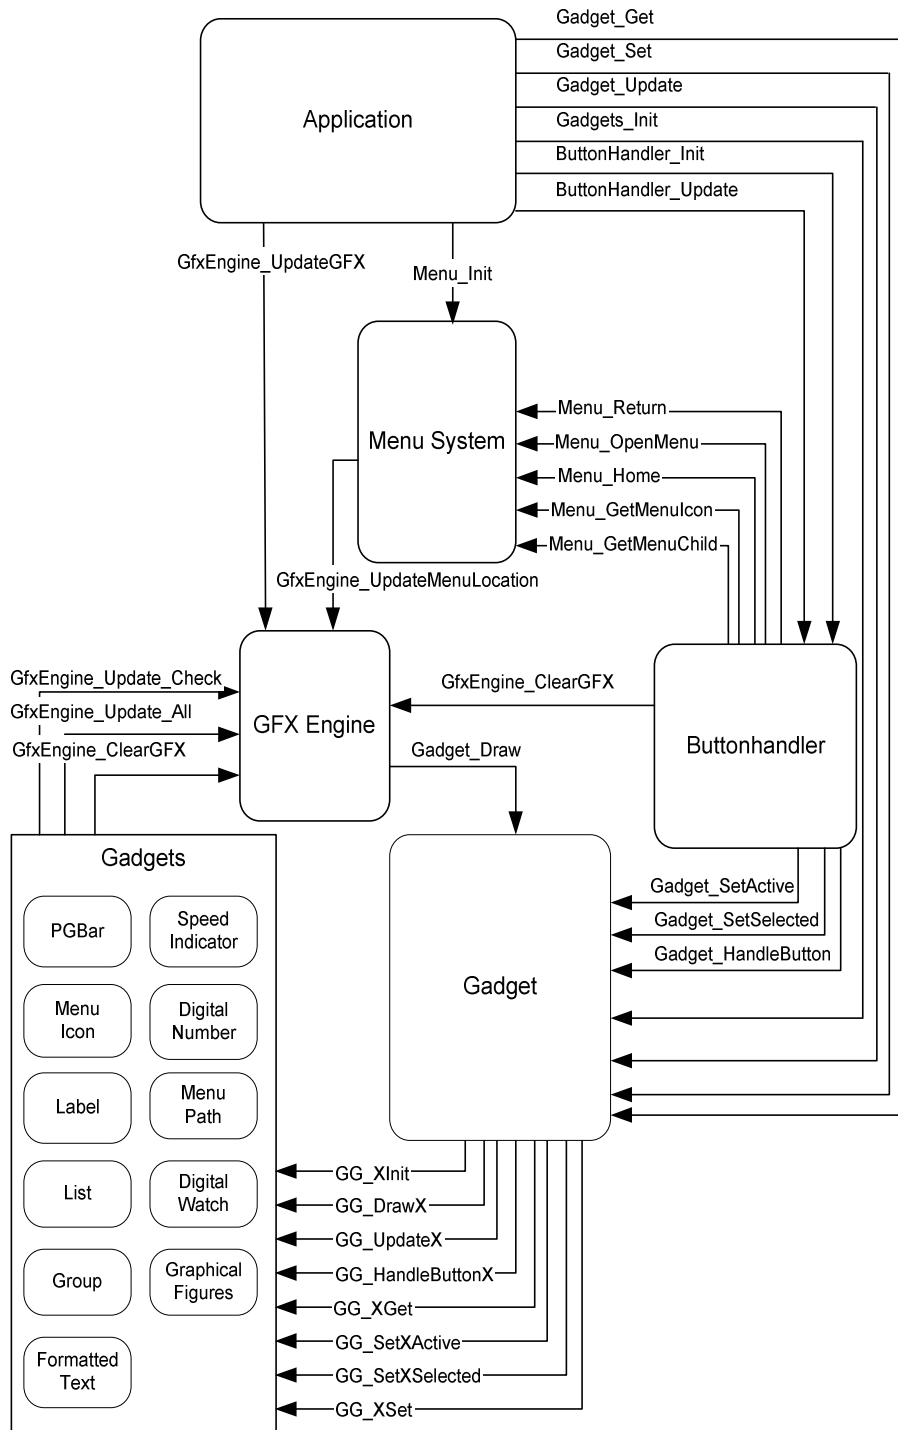 Gadget_Get
Gadget_Set
Gadget_Update
Application
Gadgets_Init
ButtonHandler_Init
ButtonHandler_Update
GfxEngine_UpdateGFX
Menu_Init
Menu_Return
Menu System
Menu_OpenMenu
Menu_Home
Menu_GetMenuIcon
Menu_GetMenuChild
GfxEngine_UpdateMenuLocation
GfxEngine_Update_Check
GfxEngine_ClearGFX
GfxEngine_Update_All
GFX Engine
GfxEngine_ClearGFX
Gadget_Draw
Buttonhandler
Gadgets
Gadget_SetActive
Gadget_SetSelected
Gadget_HandleButton
PGBar
Speed
Indicator
Gadget
Menu
Icon
Digital
Number
Label
Menu
Path
List
Digital
Watch
Group
Graphical
Figures
Formatted
Text
GG_XInit
GG_DrawX
GG_UpdateX
GG_HandleButtonX
GG_XGet
GG_SetXActive
GG_SetXSelected
GG_XSet